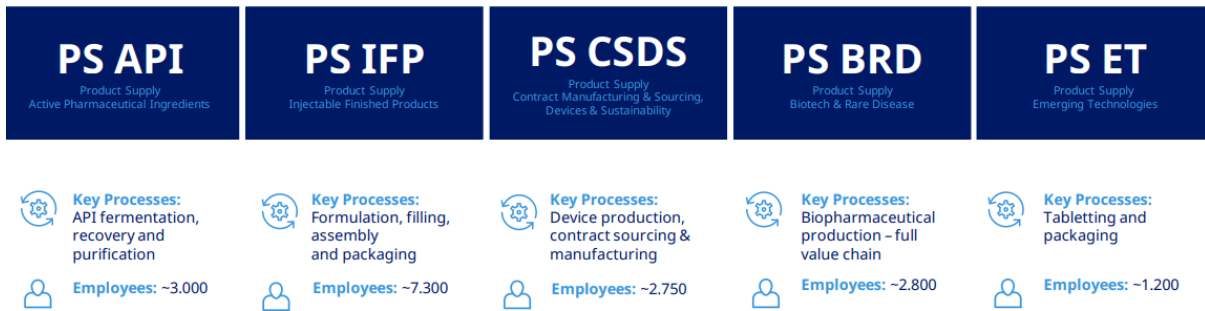 PS API
Product Supply
Active Pharmaceutical Ingredients
Key Processes:
API fermentation,
recovery and
purification
Employees: ~3.000
PS IFP
Product Supply
Injectable Finished Products
Key Processes:
Formulation, filling,
assembly
and packaging
Employees: ~7.300
PS CSDS
Product Supply
Contract Manufacturing & Sourcing,
Devices & Sustainability
Key Processes:
Device production,
contract sourcing &
manufacturing
Employees: ~2.750
PS BRD
Product Supply
Biotech & Rare Disease
Key Processes:
Biopharmaceutical
production – full
value chain
Employees: ~2.800
PS ET
Product Supply
Emerging Technologies
Key Processes:
Tabletting and
packaging
Employees: ~1.200